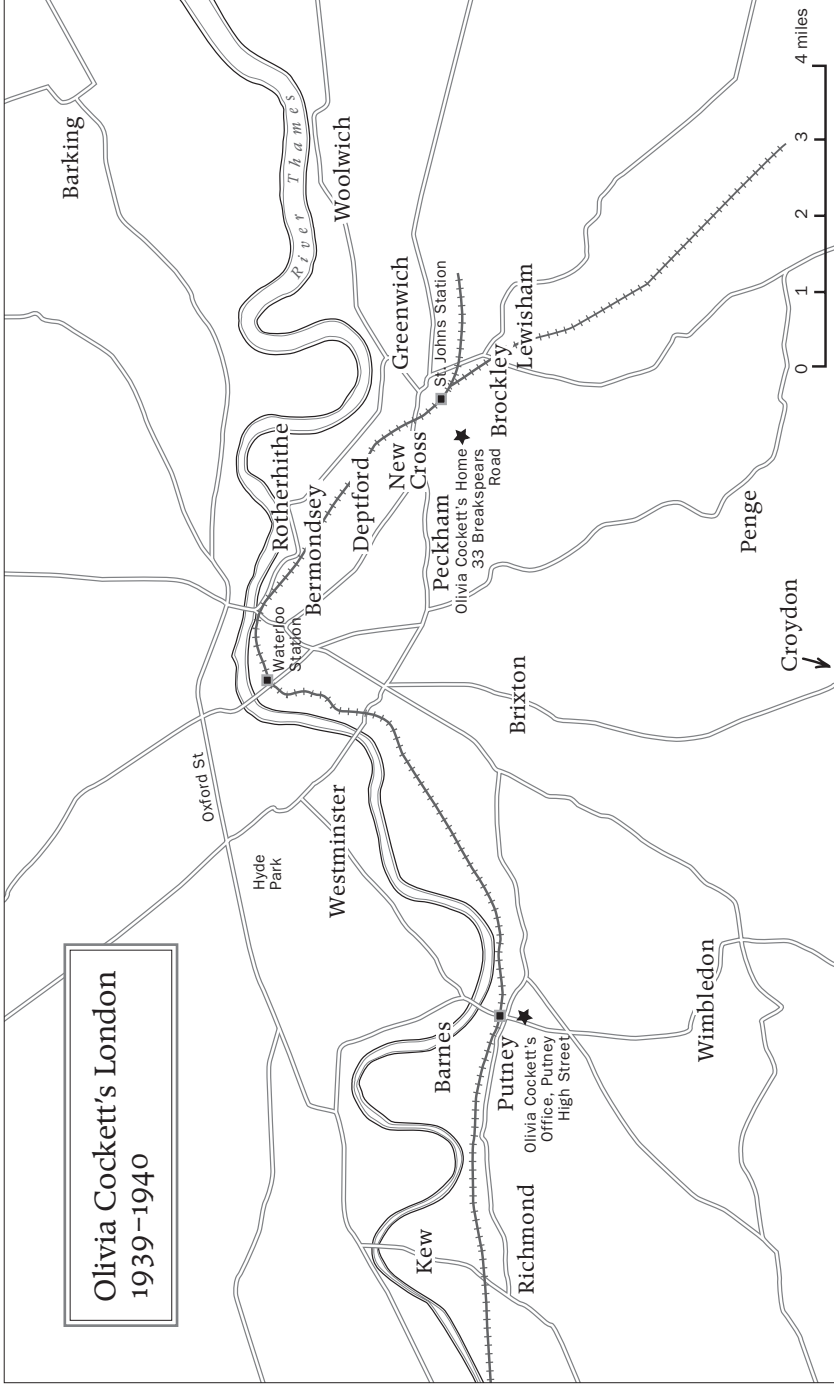 Olivia Cockett's London
1939–1940
Barking
River Thames
Woolwich
Oxford St
Hyde
Park
Westminster
Waterloo
Station
Rotherhithe
Bermondsey
Deptford
Greenwich
New
Cross
St. Johns Station
Kew
Barnes
Peckham
Olivia Cockett's Home
33 Breakspears
Road
Brockley
Lewisham
Richmond
Putney
Olivia Cockett's
Office, Putney
High Street
Brixton
Wimbledon
Penge
Croydon
0
1
2
3
4 miles